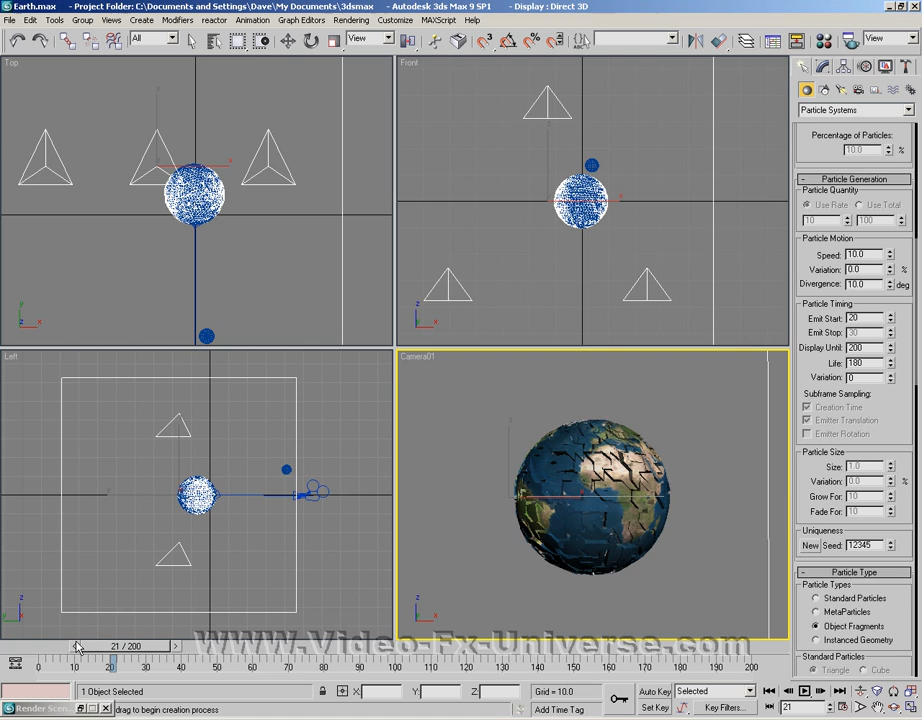 Earth.max - Project Folder: C:\Documents and Settings\Dave\My Documents\3dsmax - Autodesk 3ds Max 9 SP1 - Display : Direct 3D
File Edit Tools Group Views Create Modifiers reactor Animation Graph Editors Rendering Customize MAXScript Help
All View View
Top
Front
Left
Camera01
Particle Systems
Percentage of Particles:
10.0 %
- Particle Generation
Particle Quantity
Use Rate Use Total
10 100
Particle Motion
Speed: 10.0
Variation: 0.0 %
Divergence: 10.0 deg
Particle Timing
Emit Start: 20
Emit Stop: 30
Display Until: 200
Life: 180
Variation: 0
Subframe Sampling:
Creation Time
Emitter Translation
Emitter Rotation
Particle Size
Size: 1.0
Variation: 0.0 %
Grow For: 10
Fade For: 10
Uniqueness
New Seed: 12345
- Particle Type
Particle Types
Standard Particles
MetaParticles
Object Fragments
Instanced Geometry
Standard Particles
Triangle Cube
www.Video-Fx-Universe.com
< 21 / 200 >
0 10 20 30 40 50 60 70 80 90 100 110 120 130 140 150 160 170 180 190 200
1 Object Selected X: Y: Z: Grid = 10.0 Auto Key Selected
Render Scen... drag to begin creation process Add Time Tag Set Key Key Filters... 21